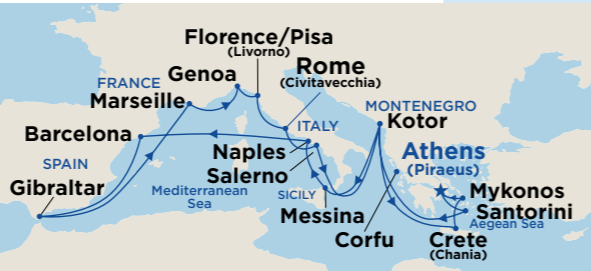 Florence/Pisa
(Livorno)
Rome
(Civitavecchia)
Genoa
FRANCE
Marseille
MONTENEGRO
Kotor
ITALY
Barcelona
Naples
Athens
(Piraeus)
SPAIN
Salerno
Gibraltar
Mediterranean
Sea
SICILY
Mykonos
Messina
Santorini
Aegean Sea
Corfu
Crete
(Chania)